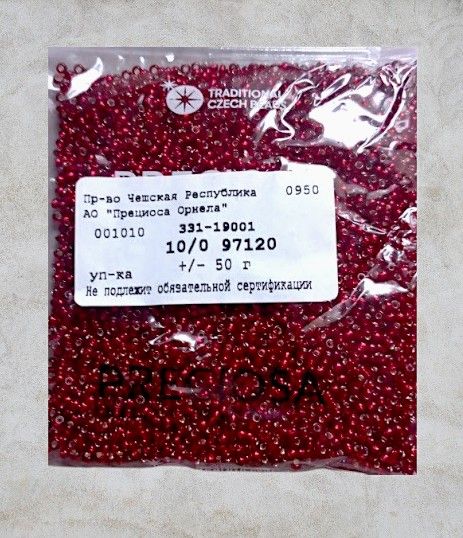 TRADITIONAL
CZECH BEADS
Пр-во Чешская Республика 0950
АО "Прециоса Орнела"
001010 331-19001
10/0 97120
уп-ка +/- 50 г
Не подлежит обязательной сертификации
PRECIOSA